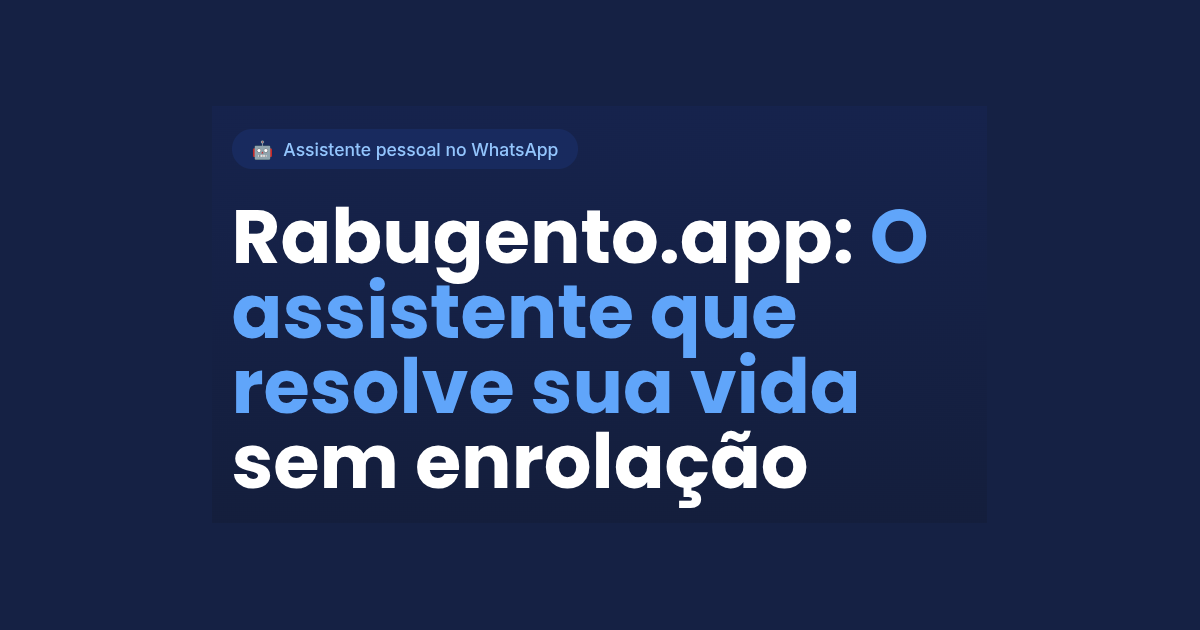 🤖 Assistente pessoal no WhatsApp
Rabugento.app: O
assistente que
resolve sua vida
sem enrolação